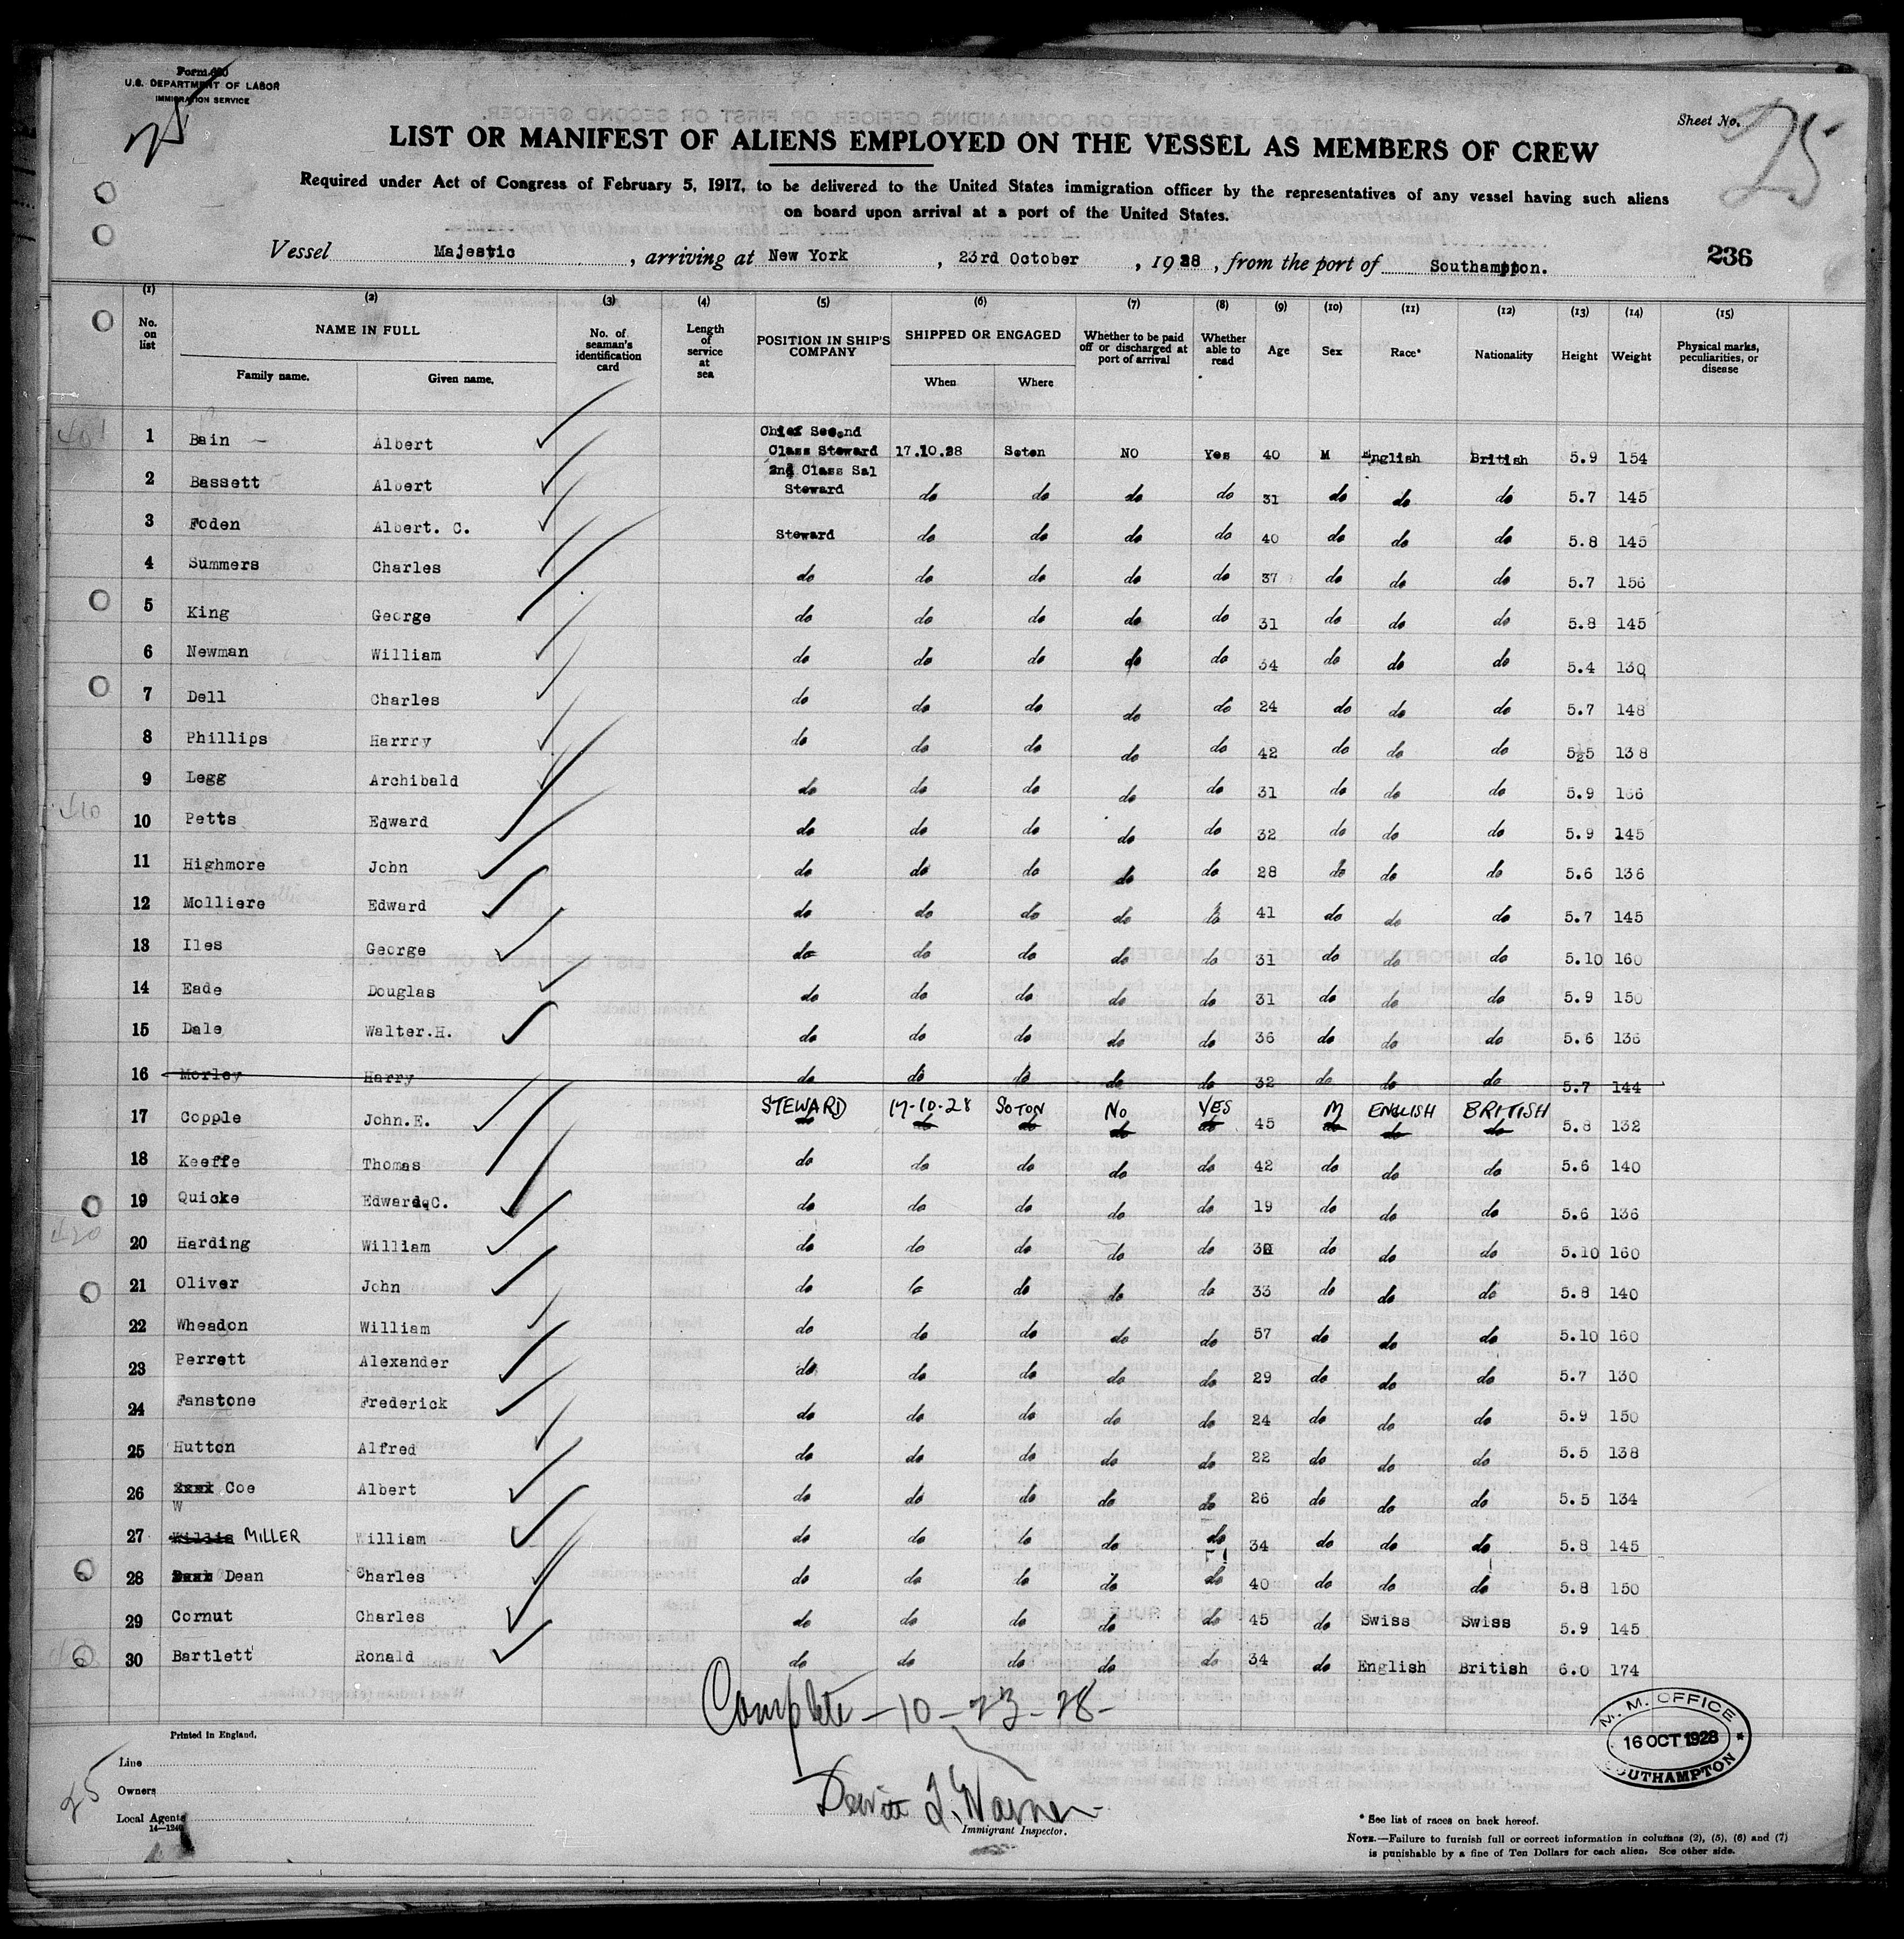 Form 680
U.S. DEPARTMENT OF LABOR
IMMIGRATION SERVICE
25
Sheet No. 25
LIST OR MANIFEST OF ALIENS EMPLOYED ON THE VESSEL AS MEMBERS OF CREW
Required under Act of Congress of February 5, 1917, to be delivered to the United States immigration officer by the representatives of any vessel having such aliens
on board upon arrival at a port of the United States.
Vessel Majestic, arriving at New York, 23rd October, 1928, from the port of Southampton. 236
(1) (2) (3) (4) (5) (6) (7) (8) (9) (10) (11) (12) (13) (14) (15)
No. on list NAME IN FULL No. of seaman's identification card Length of service at sea POSITION IN SHIP'S COMPANY SHIPPED OR ENGAGED Whether to be paid off or discharged at port of arrival Whether able to read Age Sex Race* Nationality Height Weight Physical marks, peculiarities, or disease
Family name. Given name. When Where
1 Bain Albert Chief Second Class Steward 17.10.28 Soton NO Yes 40 M English British 5.9 154
2 Bassett Albert 2nd Class Sal Steward do do do do 31 do do do 5.7 145
3 Foden Albert. C. Steward do do do do 40 do do do 5.8 145
4 Summers Charles do do do do do 37 do do do 5.7 156
5 King George do do do do do 31 do do do 5.8 145
6 Newman William do do do do do 34 do do do 5.4 130
7 Dell Charles do do do do do 24 do do do 5.7 148
8 Phillips Harrry do do do do do 42 do do do 5½5 138
9 Legg Archibald do do do do do 31 do do do 5.9 166
10 Petts Edward do do do do do 32 do do do 5.9 145
11 Highmore John do do do do do 28 do do do 5.6 136
12 Molliere Edward do do do do do 41 do do do 5.7 145
13 Iles George do do do do do 31 do do do 5.10 160
14 Eade Douglas do do do do do 31 do do do 5.9 150
15 Dale Walter.H. do do do do do 36 do do do 5.6 136
16 Morley Harry do do do do do 32 do do do 5.7 144
17 Copple John.E. STEWARD 17-10-28 SOTON NO YES 45 M ENGLISH BRITISH 5.8 132
18 Keeffe Thomas do do do do do 42 do do do 5.6 140
19 Quicke Edward.C. do do do do do 19 do do do 5.6 136
20 Harding William do do do do do do do do 5.10 160
21 Oliver John do do do do do 33 do do do 5.8 140
22 Wheadon William do do do do do 57 do do do 5.10 160
23 Perrett Alexander do do do do do 29 do do do 5.7 130
24 Fanstone Frederick do do do do do 24 do do do 5.9 150
25 Hutton Alfred do do do do do 22 do do do 5.5 138
26 Coe Albert do do do do do 26 do do do 5.5 134
W
27 Willis MILLER William do do do do do 34 do do do 5.8 145
28 Dean Charles do do do do do 40 do do do 5.8 150
29 Cornut Charles do do do do do 45 do Swiss Swiss 5.9 145
30 Bartlett Ronald do do do do do 34 do English British 6.0 174
Complete - 10 - 23 - 28 -
Printed in England.
Line
Owners
Local Agents
14—1240
25
Immigrant Inspector.
M. M. OFFICE
16 OCT 1928
SOUTHAMPTON
* See list of races on back hereof.
NOTE.—Failure to furnish full or correct information in columns (2), (5), (6) and (7)
is punishable by a fine of Ten Dollars for each alien. See other side.